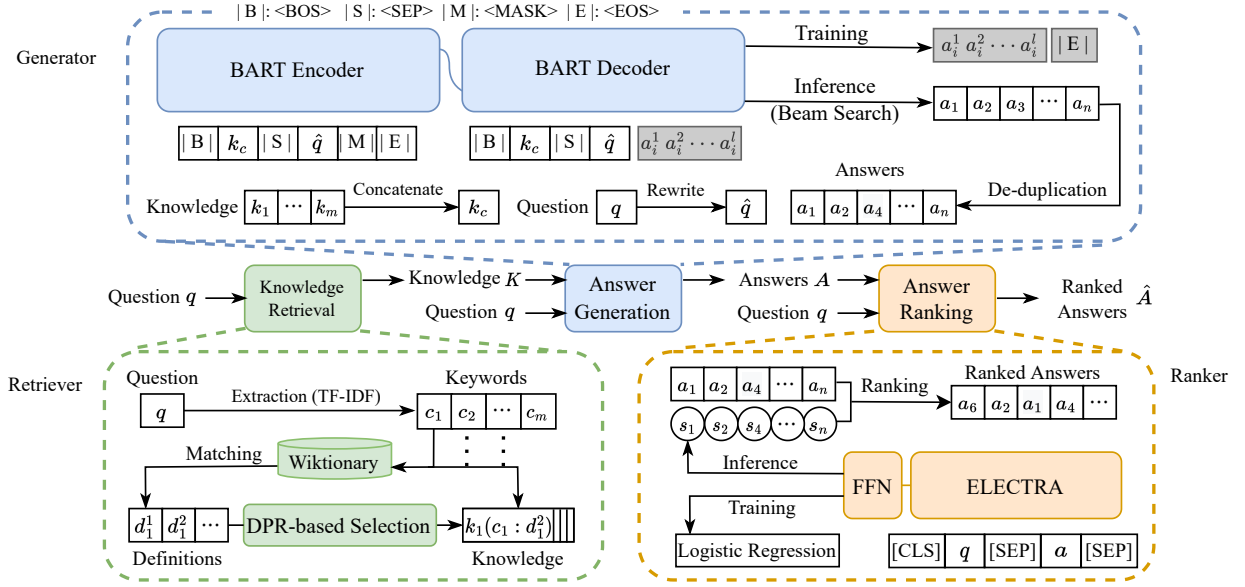 | B |: <BOS> | S |: <SEP> | M |: <MASK> | E |: <EOS>
Generator
BART Encoder
BART Decoder
Training
a_i^1 a_i^2 ⋯ a_i^l | E |
Inference
(Beam Search)
a_1 a_2 a_3 ⋯ a_n
| B | k_c | S | q̂ | M | | E |
| B | k_c | S | q̂ a_i^1 a_i^2 ⋯ a_i^l
Answers
De-duplication
Knowledge k_1 ⋯ k_m Concatenate k_c
Question q Rewrite q̂
a_1 a_2 a_4 ⋯ a_n
Question q
Knowledge
Retrieval
Knowledge K
Question q
Answer
Generation
Answers A
Question q
Answer
Ranking
Ranked
Answers Â
Retriever
Question
q
Extraction (TF-IDF)
Keywords
c_1 c_2 ⋯ c_m
Matching
Wiktionary
d_1^1 d_1^2 ⋯
Definitions
DPR-based Selection
k_1(c_1 : d_1^2)
Knowledge
Ranker
a_1 a_2 a_4 ⋯ a_n
s_1 s_2 s_4 ⋯ s_n
Ranking
Ranked Answers
a_6 a_2 a_1 a_4 ⋯
Inference
Training
FFN
ELECTRA
Logistic Regression
[CLS] q [SEP] a [SEP]